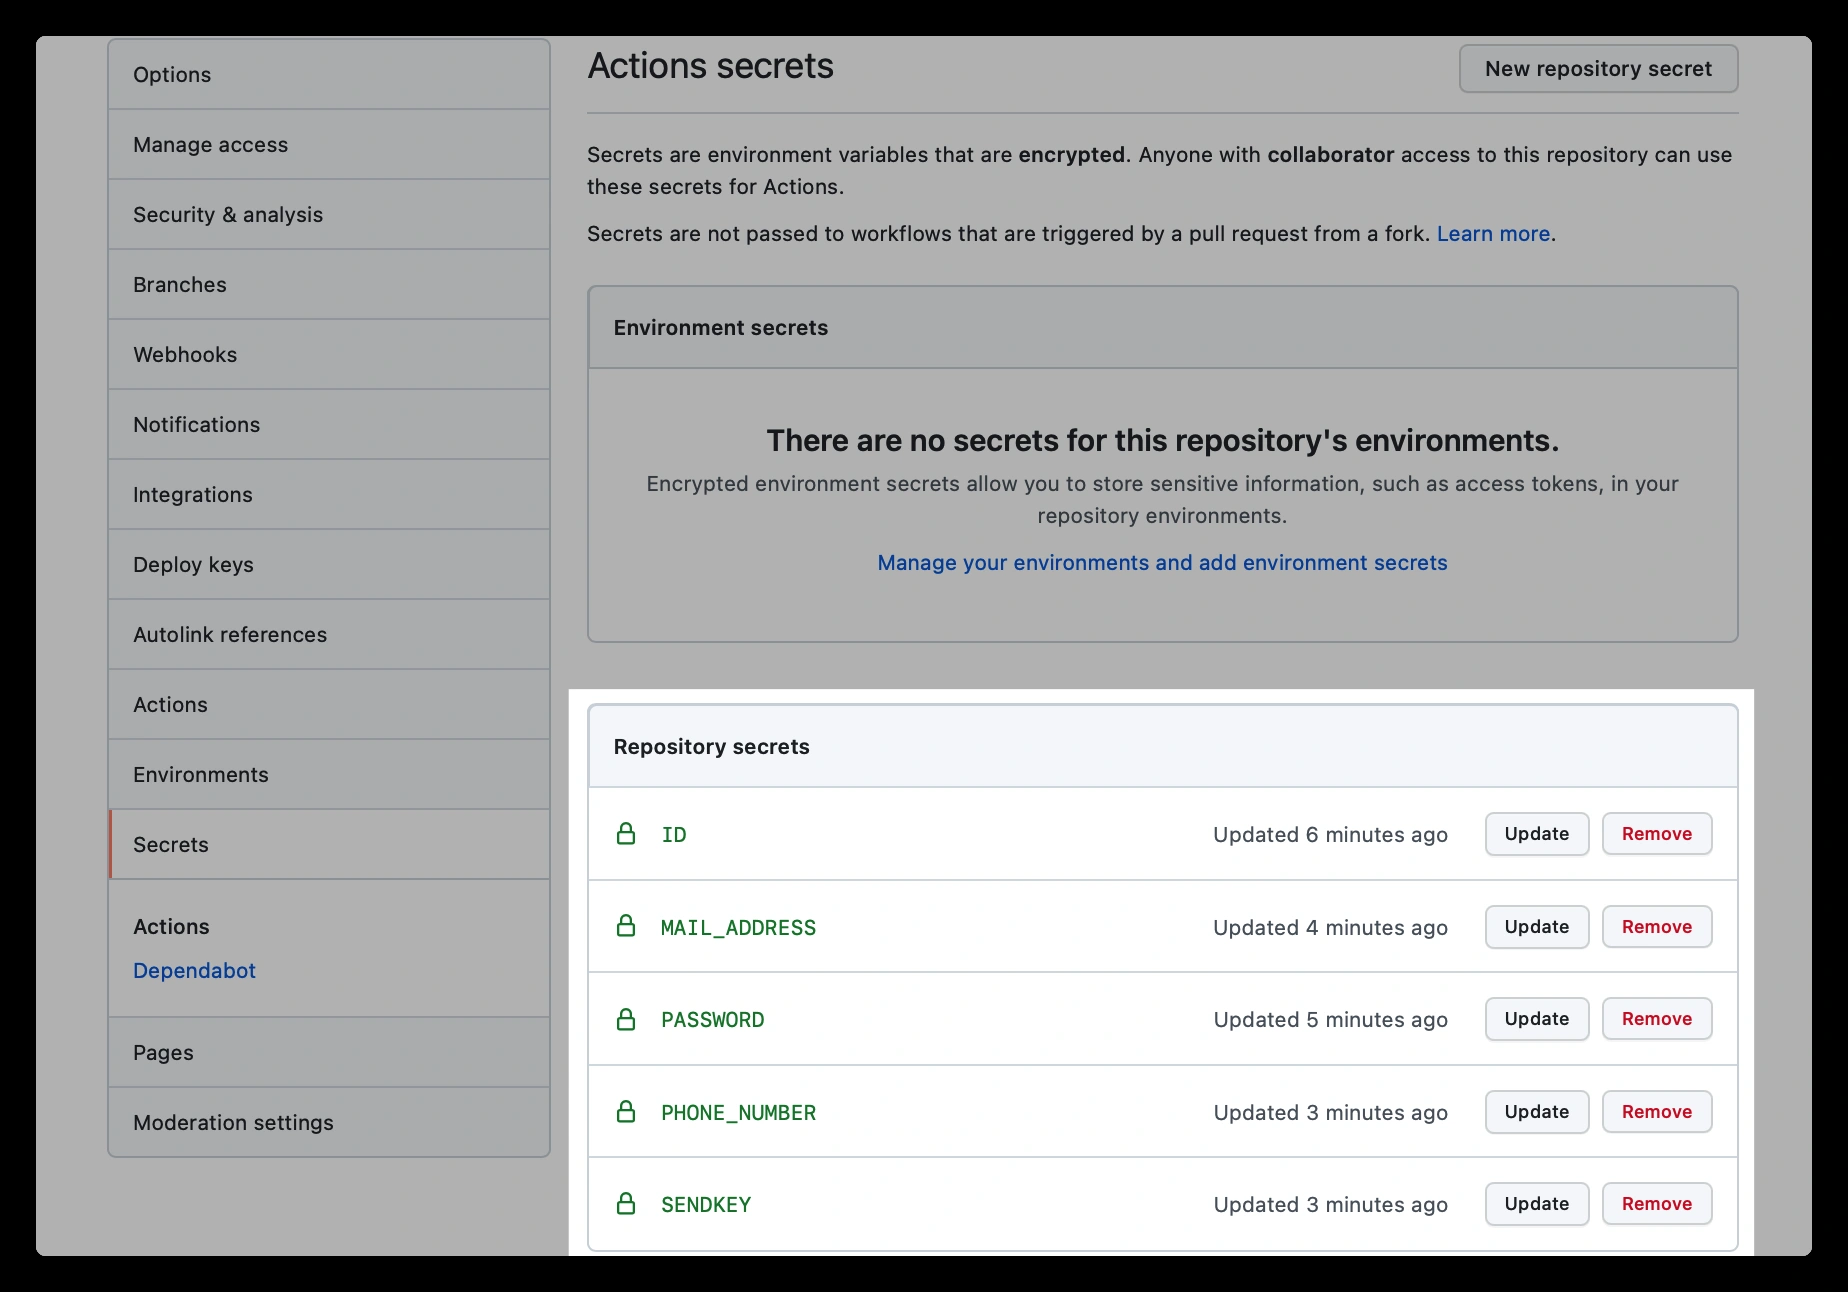 Options
Manage access
Security & analysis
Branches
Webhooks
Notifications
Integrations
Deploy keys
Autolink references
Actions
Environments
Secrets
Actions
Dependabot
Pages
Moderation settings
Actions secrets
New repository secret
Secrets are environment variables that are encrypted. Anyone with collaborator access to this repository can use
these secrets for Actions.
Secrets are not passed to workflows that are triggered by a pull request from a fork. Learn more.
Environment secrets
There are no secrets for this repository's environments.
Encrypted environment secrets allow you to store sensitive information, such as access tokens, in your
repository environments.
Manage your environments and add environment secrets
Repository secrets
ID Updated 6 minutes ago Update Remove
MAIL_ADDRESS Updated 4 minutes ago Update Remove
PASSWORD Updated 5 minutes ago Update Remove
PHONE_NUMBER Updated 3 minutes ago Update Remove
SENDKEY Updated 3 minutes ago Update Remove